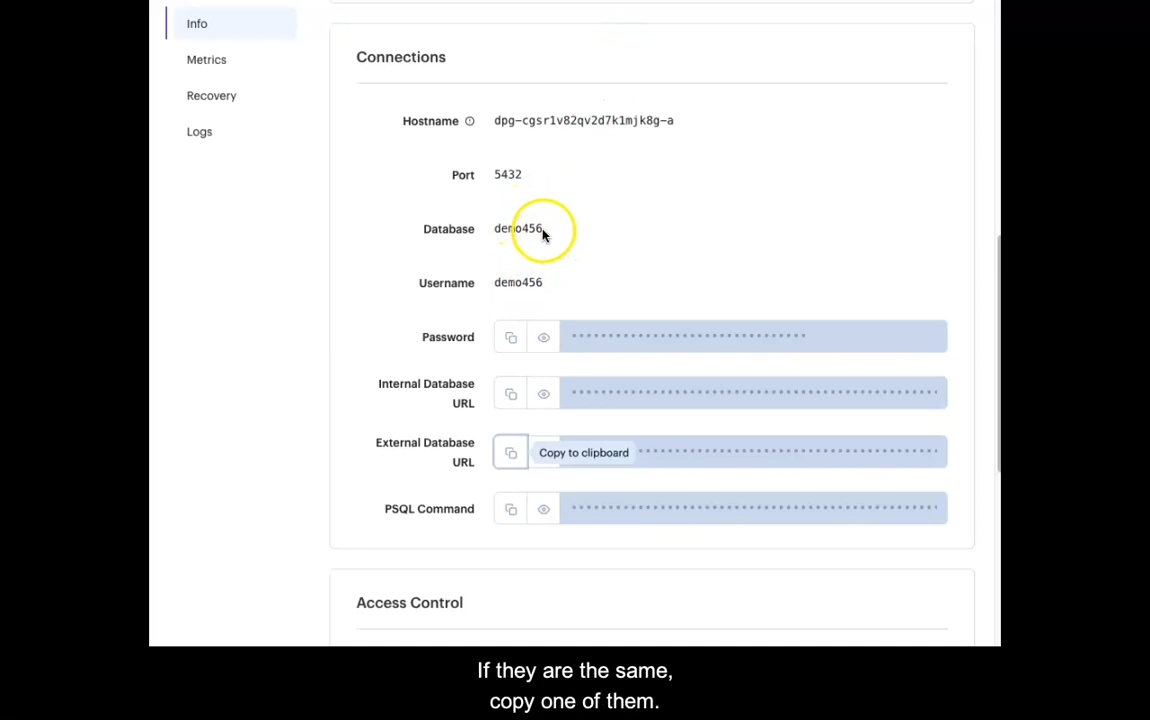 Info
Metrics
Recovery
Logs
Connections
Hostname dpg-cgsr1v82qv2d7k1mjk8g-a
Port 5432
Database demo456
Username demo456
Password
Internal Database
URL
External Database
URL
Copy to clipboard
PSQL Command
Access Control
If they are the same,
copy one of them.